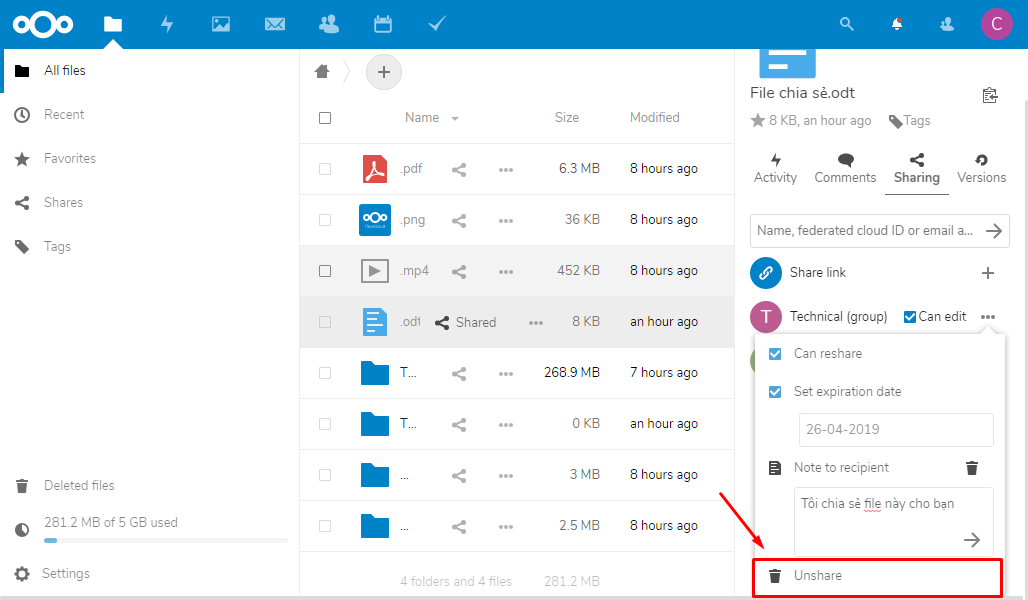 C
All files
Recent
Favorites
Shares
Tags
Deleted files
281.2 MB of 5 GB used
Settings
Name Size Modified
.pdf 6.3 MB 8 hours ago
.png 36 KB 8 hours ago
.mp4 452 KB 8 hours ago
.odt Shared 8 KB an hour ago
T... 268.9 MB 7 hours ago
T... 0 KB an hour ago
... 3 MB 8 hours ago
... 2.5 MB 8 hours ago
4 folders and 4 files 281.2 MB
File chia sẻ.odt
8 KB, an hour ago Tags
Activity Comments Sharing Versions
Name, federated cloud ID or email a...
Share link
T Technical (group) Can edit
Can reshare
Set expiration date
26-04-2019
Note to recipient
Tôi chia sẻ file này cho bạn
Unshare